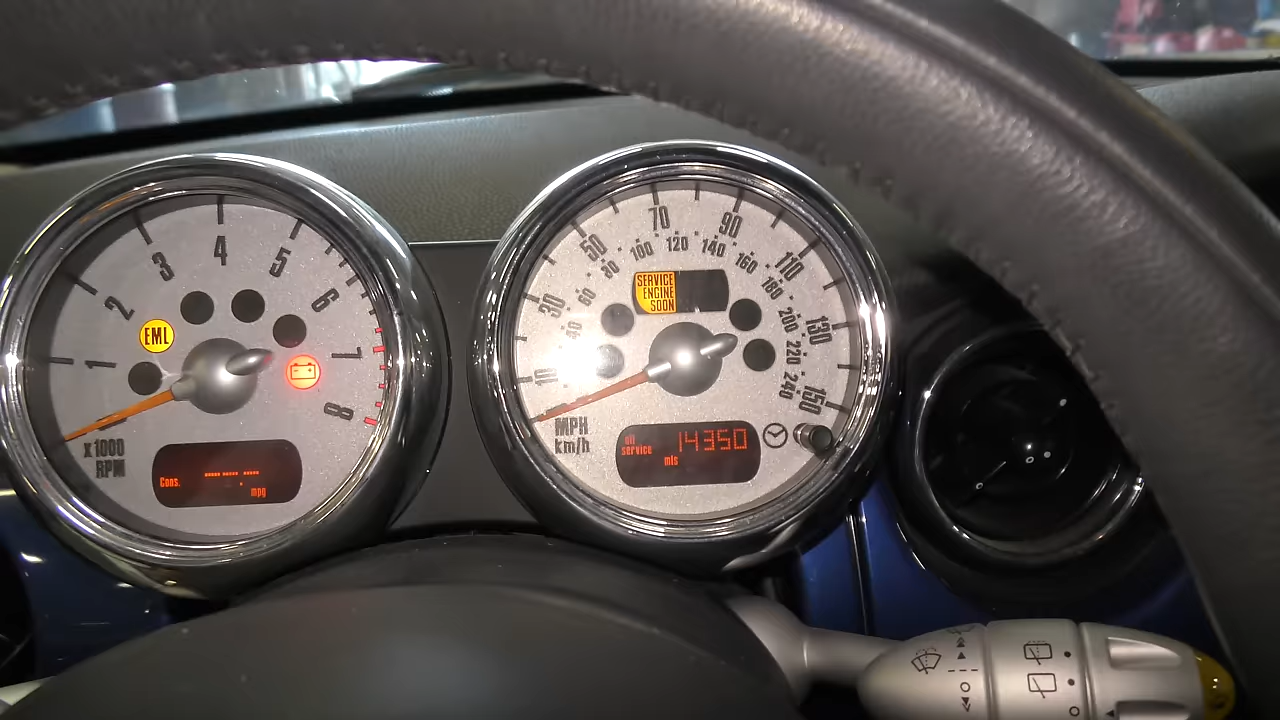 1
2
3
4
5
6
7
8
EML
x1000
RPM
Cons.
mpg
10
30
50
70
90
110
130
150
40
60
80
100
120
140
160
180
200
220
240
SERVICE
ENGINE
SOON
MPH
km/h
oil
service
14350
mls